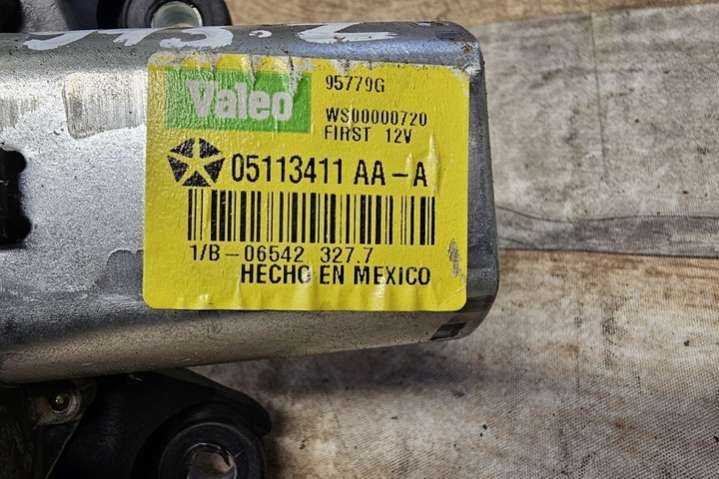 Valeo
95779G
WS00000720
FIRST 12V
05113411 AA-A
1/B-06542 327.7
HECHO EN MEXICO